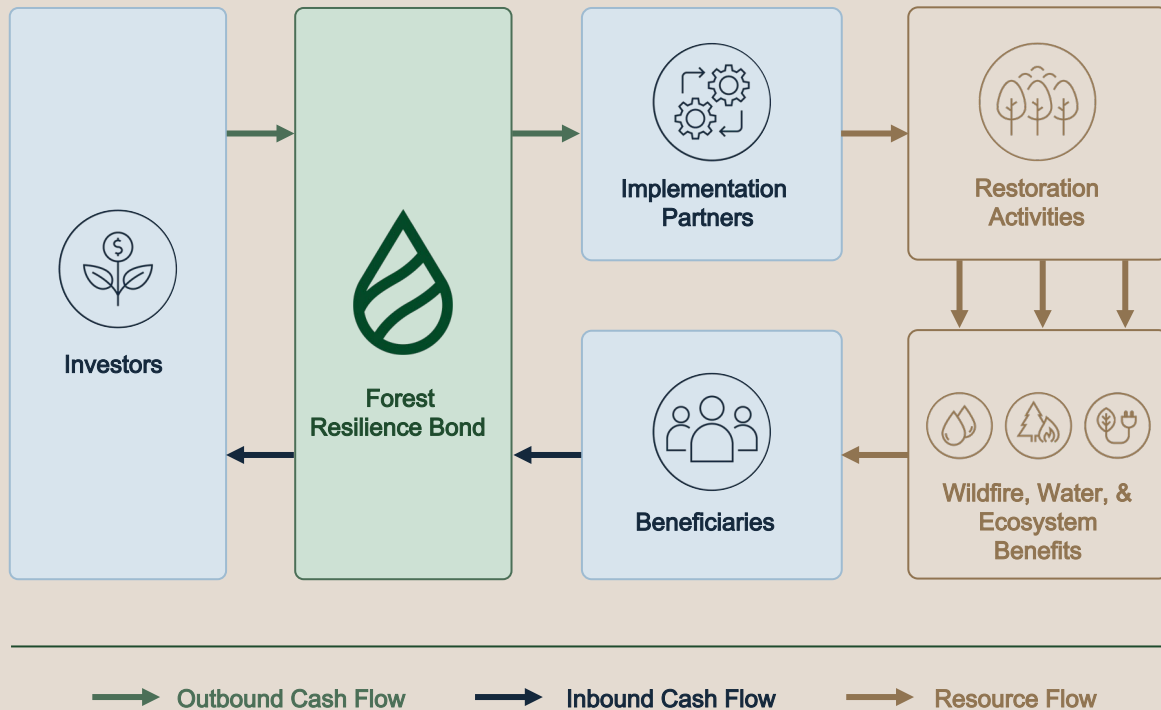 Investors
Forest
Resilience Bond
Implementation
Partners
Restoration
Activities
Beneficiaries
Wildfire, Water, &
Ecosystem
Benefits
$
Outbound Cash Flow
Inbound Cash Flow
Resource Flow